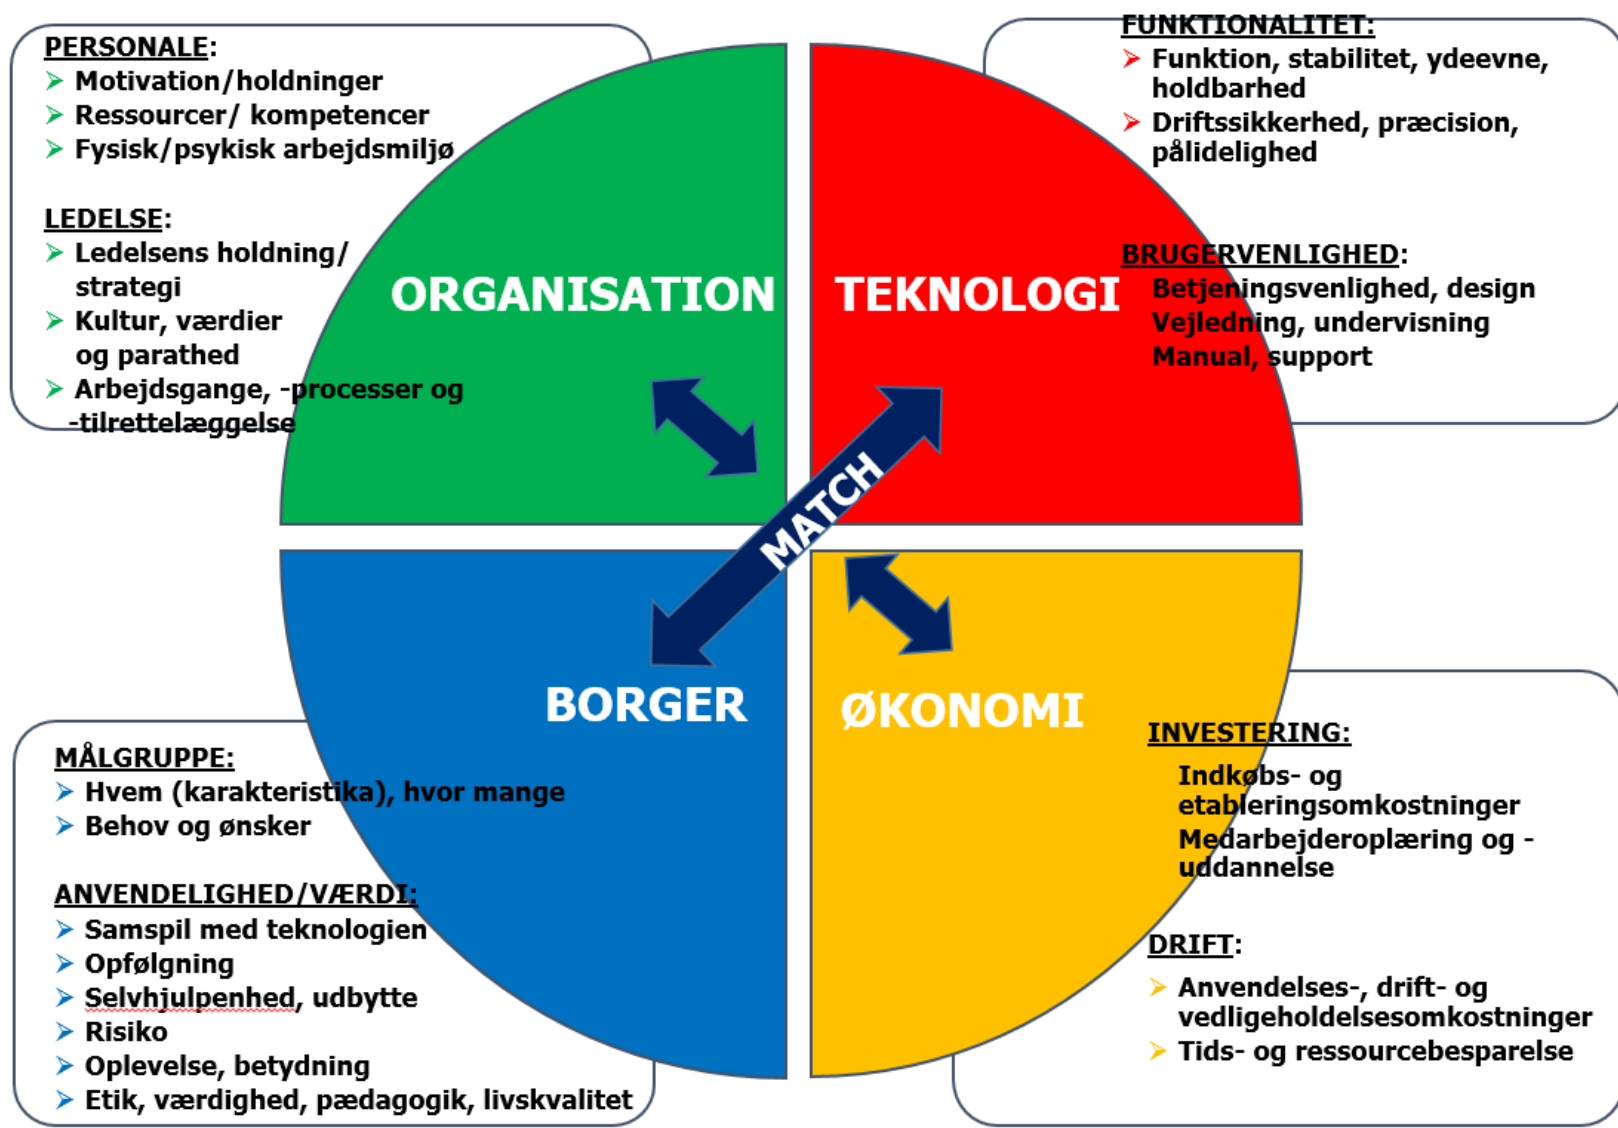 PERSONALE:
Motivation/holdninger
Ressourcer/ kompetencer
Fysisk/psykisk arbejdsmiljø
LEDELSE:
Ledelsens holdning/
strategi
Kultur, værdier
og parathed
Arbejdsgange, -processer og
-tilrettelæggelse
ORGANISATION
TEKNOLOGI
FUNKTIONALITET:
Funktion, stabilitet, ydeevne,
holdbarhed
Driftssikkerhed, præcision,
pålidelighed
BRUGERVENLIGHED:
Betjeningsvenlighed, design
Vejledning, undervisning
Manual, support
MATCH
BORGER
ØKONOMI
MÅLGRUPPE:
Hvem (karakteristika), hvor mange
Behov og ønsker
ANVENDELIGHED/VÆRDI:
Samspil med teknologien
Opfølgning
Selvhjulpenhed, udbytte
Risiko
Oplevelse, betydning
Etik, værdighed, pædagogik, livskvalitet
INVESTERING:
Indkøbs- og
etableringsomkostninger
Medarbejderoplæring og -
uddannelse
DRIFT:
Anvendelses-, drift- og
vedligeholdelsesomkostninger
Tids- og ressourcebesparelse